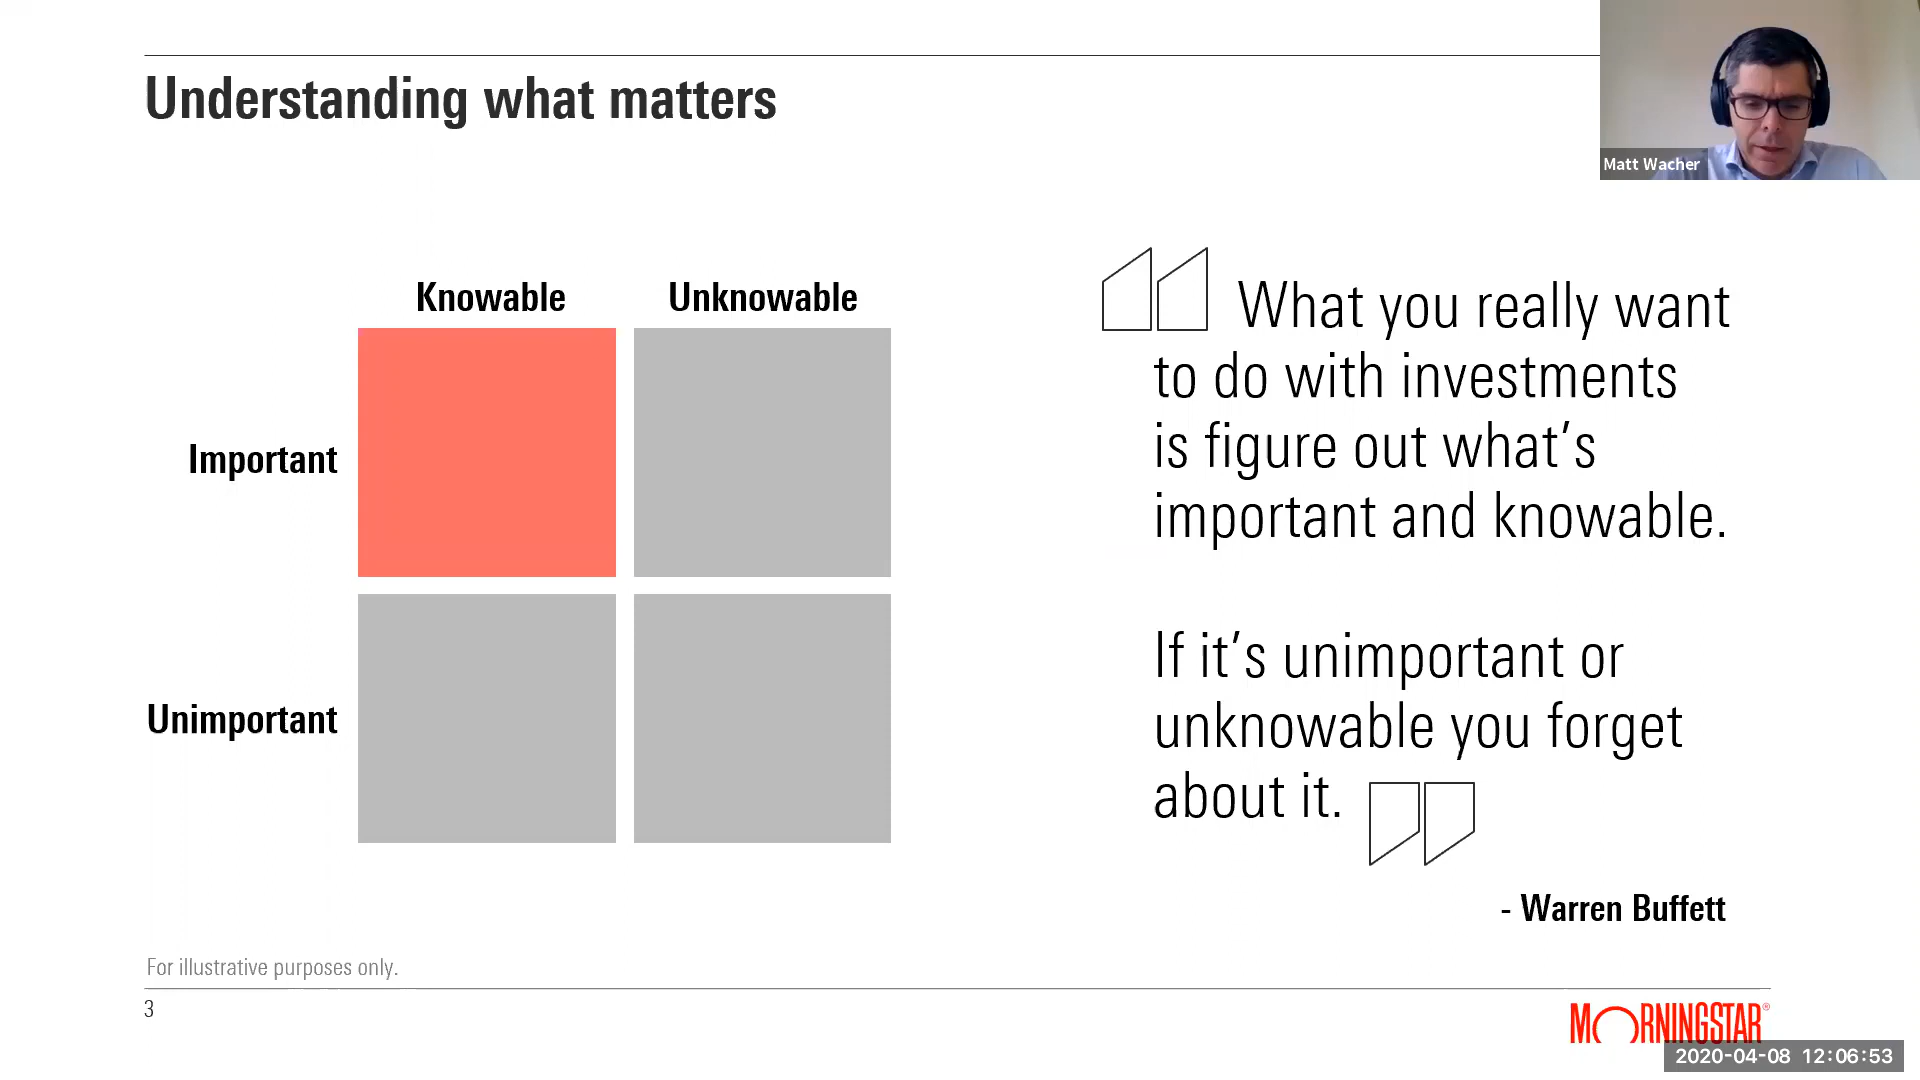 Understanding what matters
Matt Wacher
Knowable
Unknowable
Important
Unimportant
What you really want
to do with investments
is figure out what’s
important and knowable.
If it’s unimportant or
unknowable you forget
about it.
- Warren Buffett
For illustrative purposes only.
3
MORNINGSTAR®
2020-04-08 12:06:53